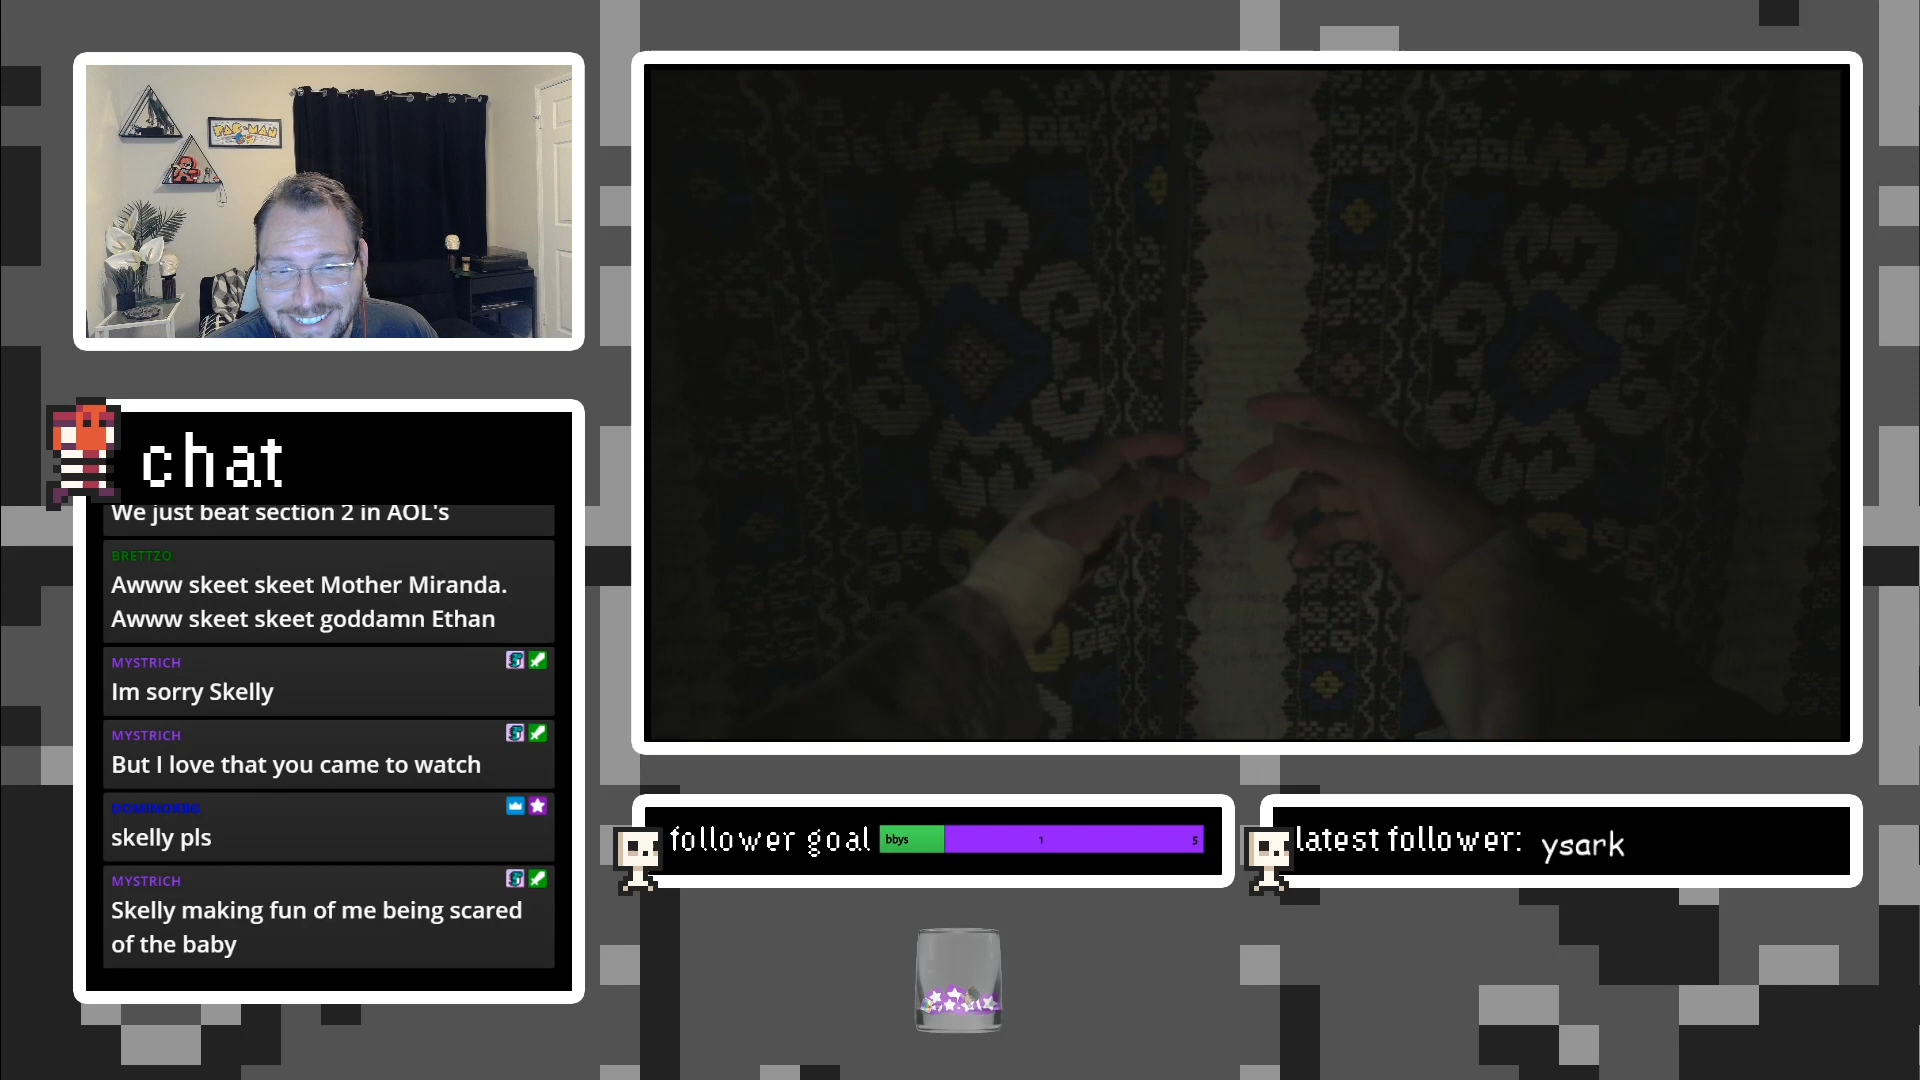 PAC-MAN
chat
We just beat section 2 in AOL's
BRETTZO
Awww skeet skeet Mother Miranda.
Awww skeet skeet goddamn Ethan
MYSTRICH
Im sorry Skelly
MYSTRICH
But I love that you came to watch
skelly pls
MYSTRICH
Skelly making fun of me being scared
of the baby
follower goal
bbys
1
5
latest follower:
ysark